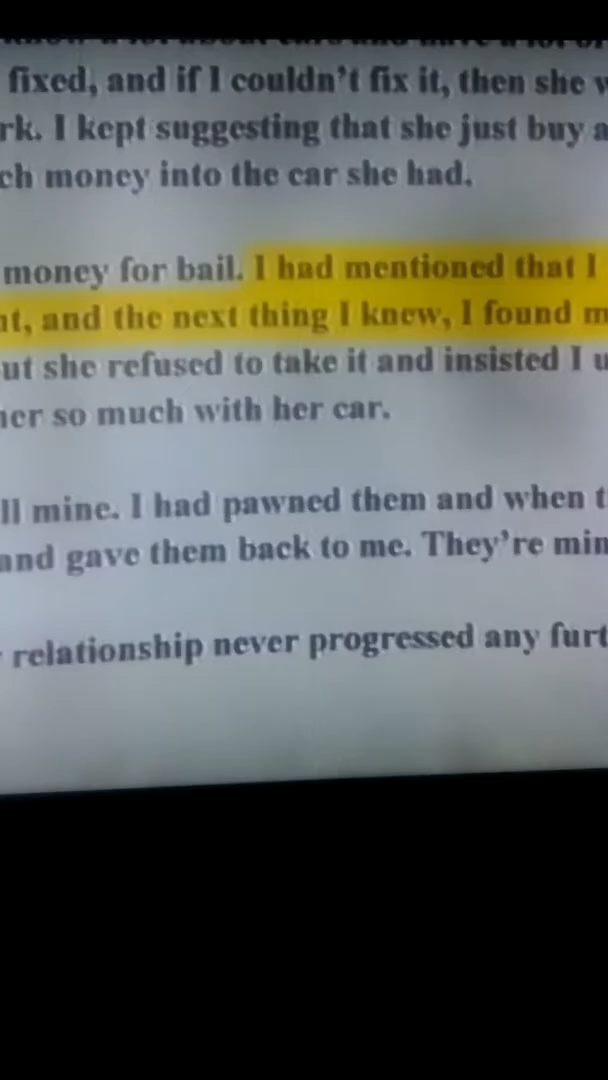 fixed, and if I couldn't fix it, then she
rk. I kept suggesting that she just buy a
ch money into the car she had.
money for bail. I had mentioned that I
and the next thing I knew, I found
ut she refused to take it and insisted I
her so much with her car.
ll mine. I had pawned them and when
and gave them back to me. They're min
relationship never progressed any furt